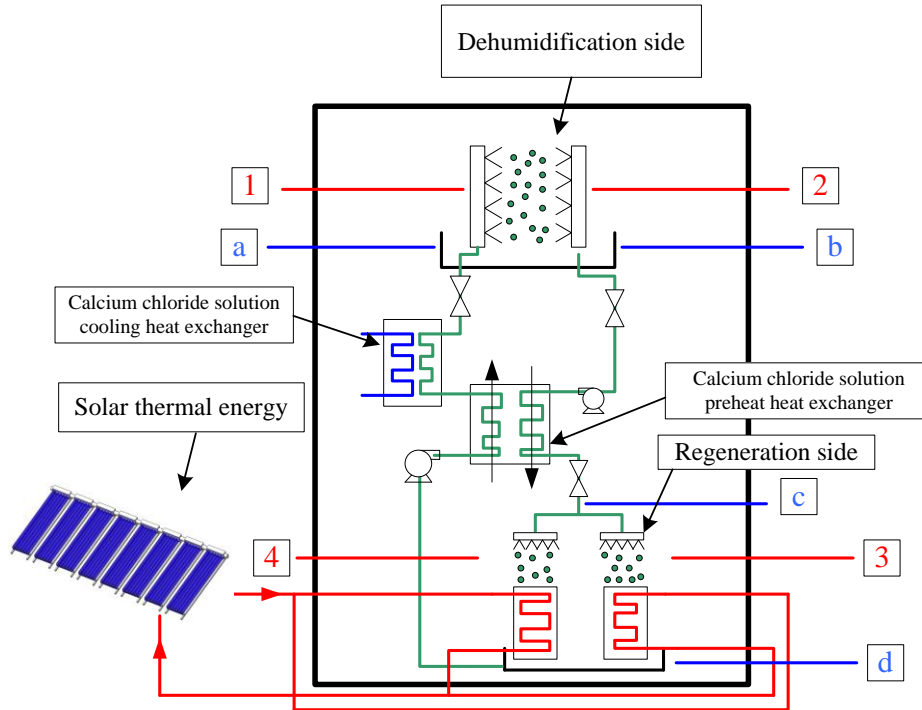 Dehumidification side
1
2
a
b
Calcium chloride solution
cooling heat exchanger
Solar thermal energy
Calcium chloride solution
preheat heat exchanger
Regeneration side
c
4
3
d